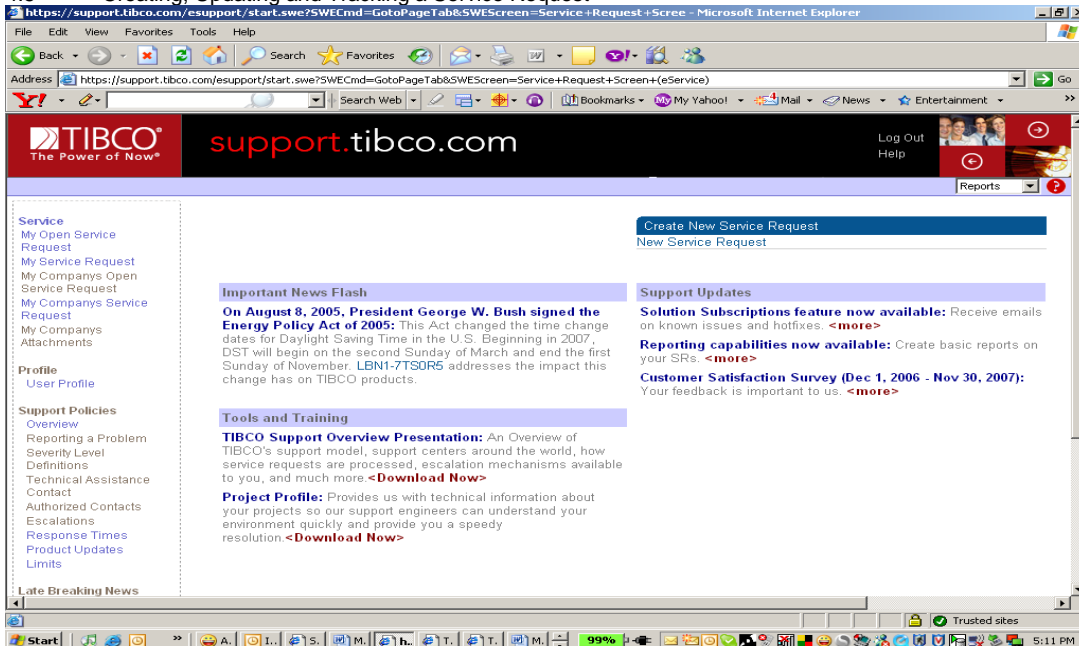 Creating, Updating and Tracking a Service Request
https://support.tibco.com/esupport/start.swe?SWECmd=GotoPageTab&SWEScreen=Service+Request+Scree - Microsoft Internet Explorer
File Edit View Favorites Tools Help
Back Search Favorites
Address https://support.tibco.com/esupport/start.swe?SWECmd=GotoPageTab&SWEScreen=Service+Request+Screen+(eService) Go
Y! Search Web Bookmarks My Yahoo! Mail News Entertainment >>
TIBCO®
The Power of Now®
support.tibco.com
Log Out
Help
Reports
Service
My Open Service
Request
My Service Request
My Companys Open
Service Request
My Companys Service
Request
My Companys
Attachments
Profile
User Profile
Support Policies
Overview
Reporting a Problem
Severity Level
Definitions
Technical Assistance
Contact
Authorized Contacts
Escalations
Response Times
Product Updates
Limits
Late Breaking News
Create New Service Request
New Service Request
Important News Flash
On August 8, 2005, President George W. Bush signed the
Energy Policy Act of 2005: This Act changed the time change
dates for Daylight Saving Time in the U.S. Beginning in 2007,
DST will begin on the second Sunday of March and end the first
Sunday of November. LBN1-7TS0R5 addresses the impact this
change has on TIBCO products.
Tools and Training
TIBCO Support Overview Presentation: An Overview of
TIBCO's support model, support centers around the world, how
service requests are processed, escalation mechanisms available
to you, and much more.<Download Now>
Project Profile: Provides us with technical information about
your projects so our support engineers can understand your
environment quickly and provide you a speedy
resolution.<Download Now>
Support Updates
Solution Subscriptions feature now available: Receive emails
on known issues and hotfixes. <more>
Reporting capabilities now available: Create basic reports on
your SRs. <more>
Customer Satisfaction Survey (Dec 1, 2006 - Nov 30, 2007):
Your feedback is important to us. <more>
Trusted sites
Start >> A. I.. S. M. h.. T. T. M. 99% 5:11 PM